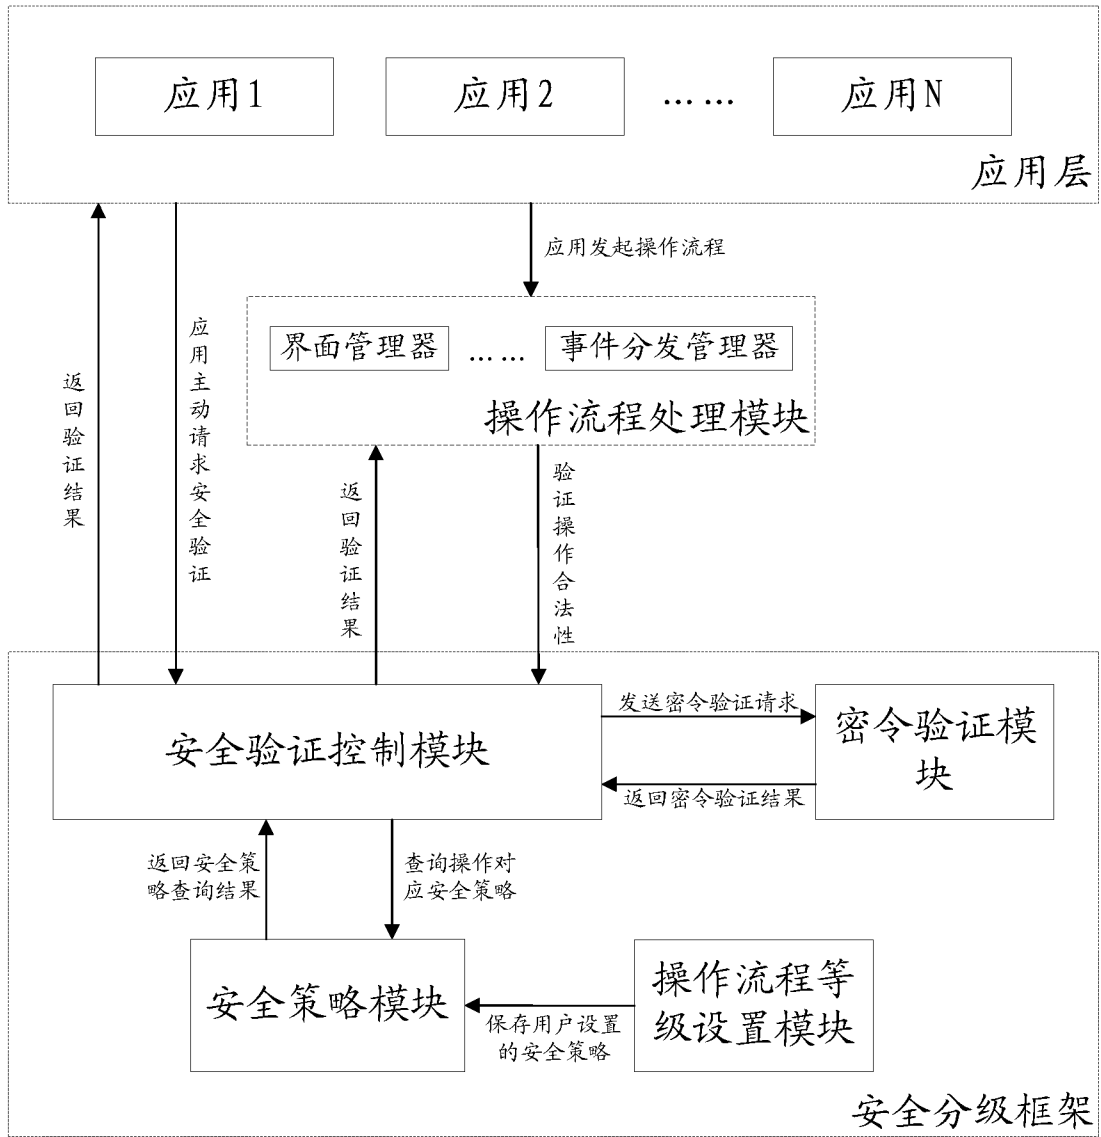 应用1
应用2
……
应用N
应用层
应用发起操作流程
返回验证结果
应用主动请求安全验证
界面管理器
……
事件分发管理器
操作流程处理模块
返回验证结果
验证操作合法性
安全验证控制模块
发送密令验证请求
返回密令验证结果
密令验证模
块
返回安全策
略查询结果
查询操作对
应安全策略
安全策略模块
保存用户设置
的安全策略
操作流程等
级设置模块
安全分级框架